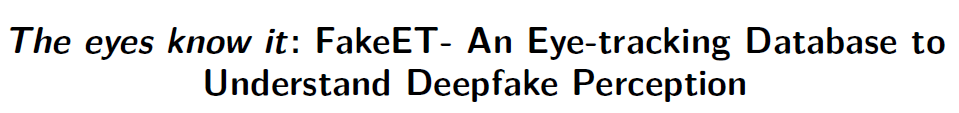 The eyes know it: FakeET- An Eye-tracking Database to
Understand Deepfake Perception